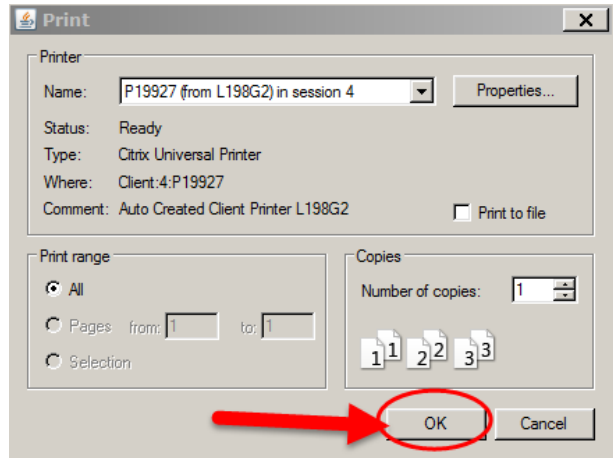 Print
Printer
Name: P19927 (from L198G2) in session 4 Properties...
Status: Ready
Type: Citrix Universal Printer
Where: Client:4:P19927
Comment: Auto Created Client Printer L198G2 Print to file
Print range
All
Pages from: 1 to: 1
Selection
Copies
Number of copies: 1
1 1 2 2 3 3
OK Cancel